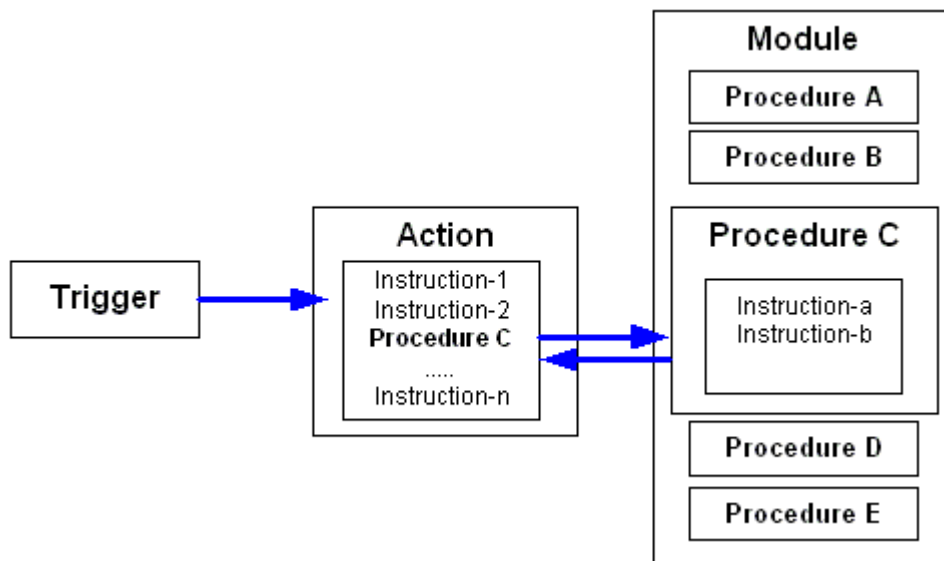 Trigger
Action
Instruction-1
Instruction-2
Procedure C
.....
Instruction-n
Module
Procedure A
Procedure B
Procedure C
Instruction-a
Instruction-b
Procedure D
Procedure E